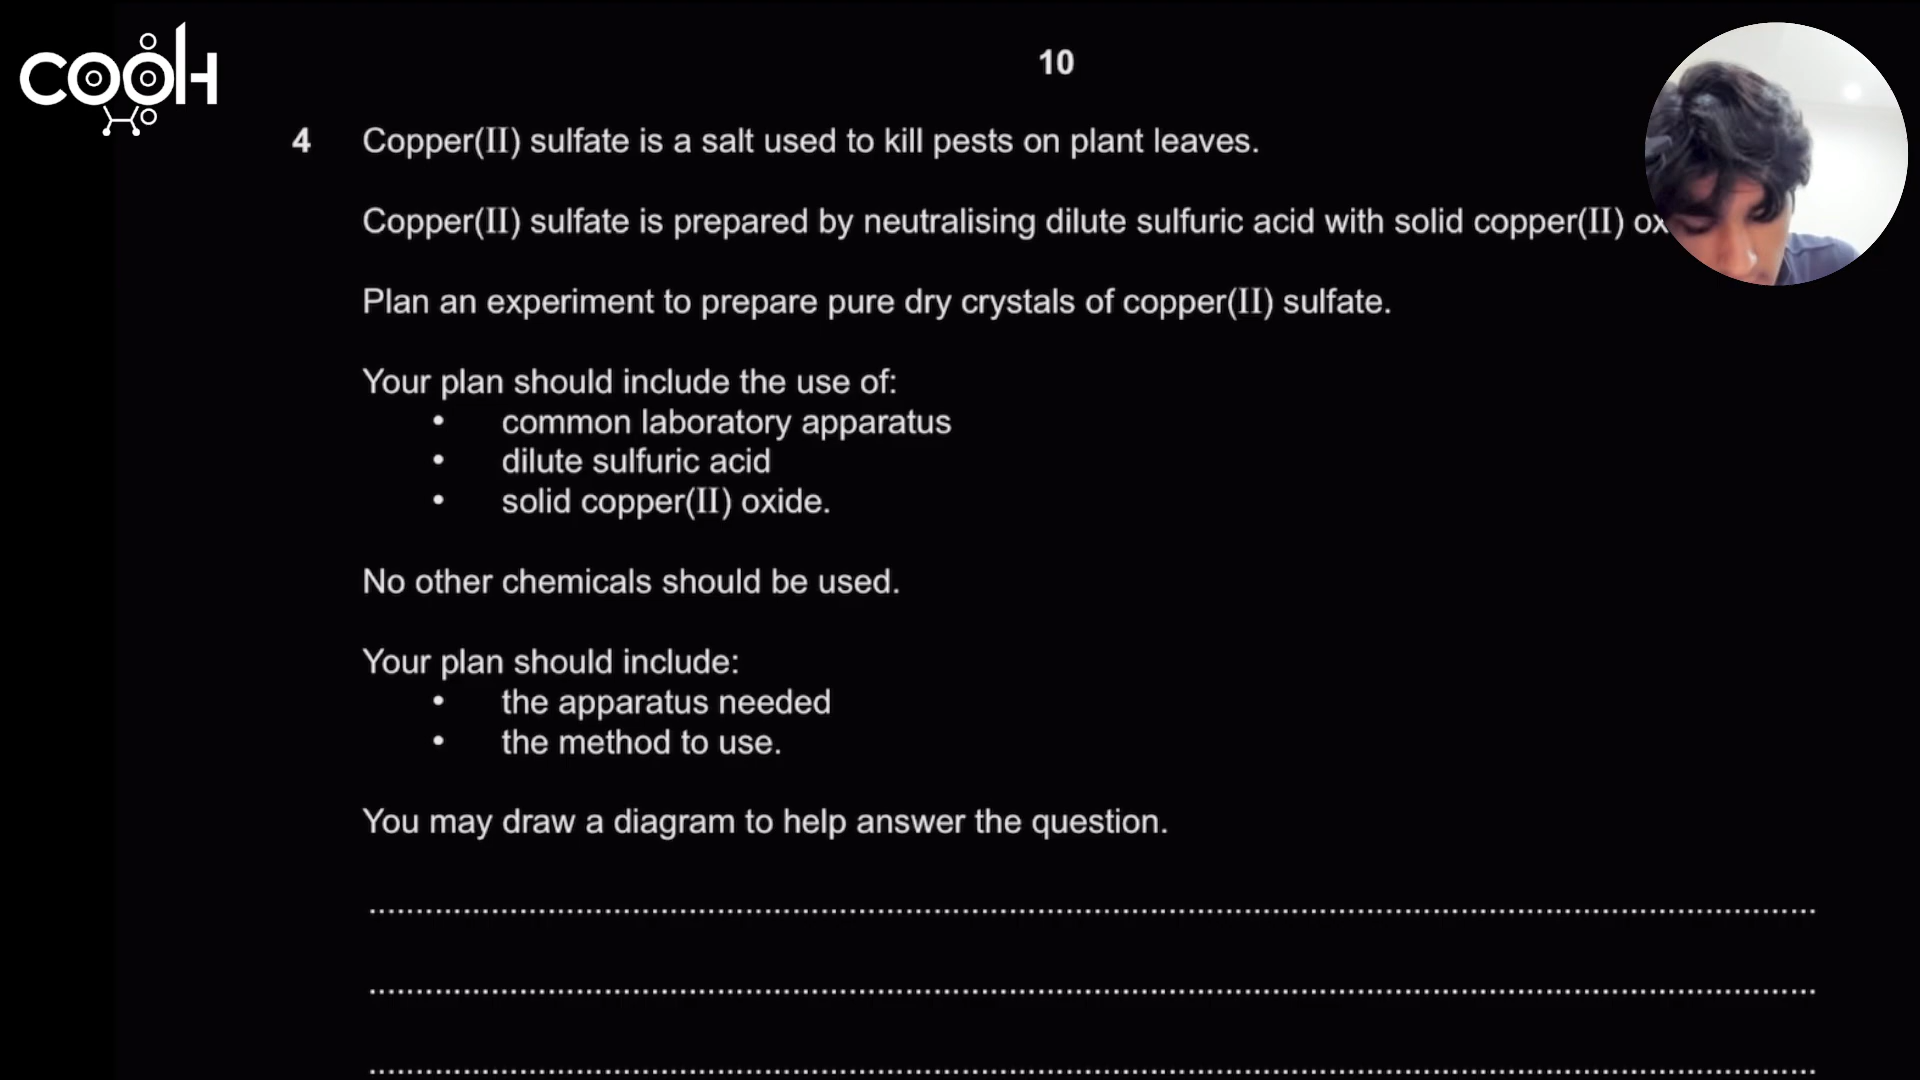 COOH
10
4 Copper(II) sulfate is a salt used to kill pests on plant leaves.
Copper(II) sulfate is prepared by neutralising dilute sulfuric acid with solid copper(II) ox
Plan an experiment to prepare pure dry crystals of copper(II) sulfate.
Your plan should include the use of:
• common laboratory apparatus
• dilute sulfuric acid
• solid copper(II) oxide.
No other chemicals should be used.
Your plan should include:
• the apparatus needed
• the method to use.
You may draw a diagram to help answer the question.